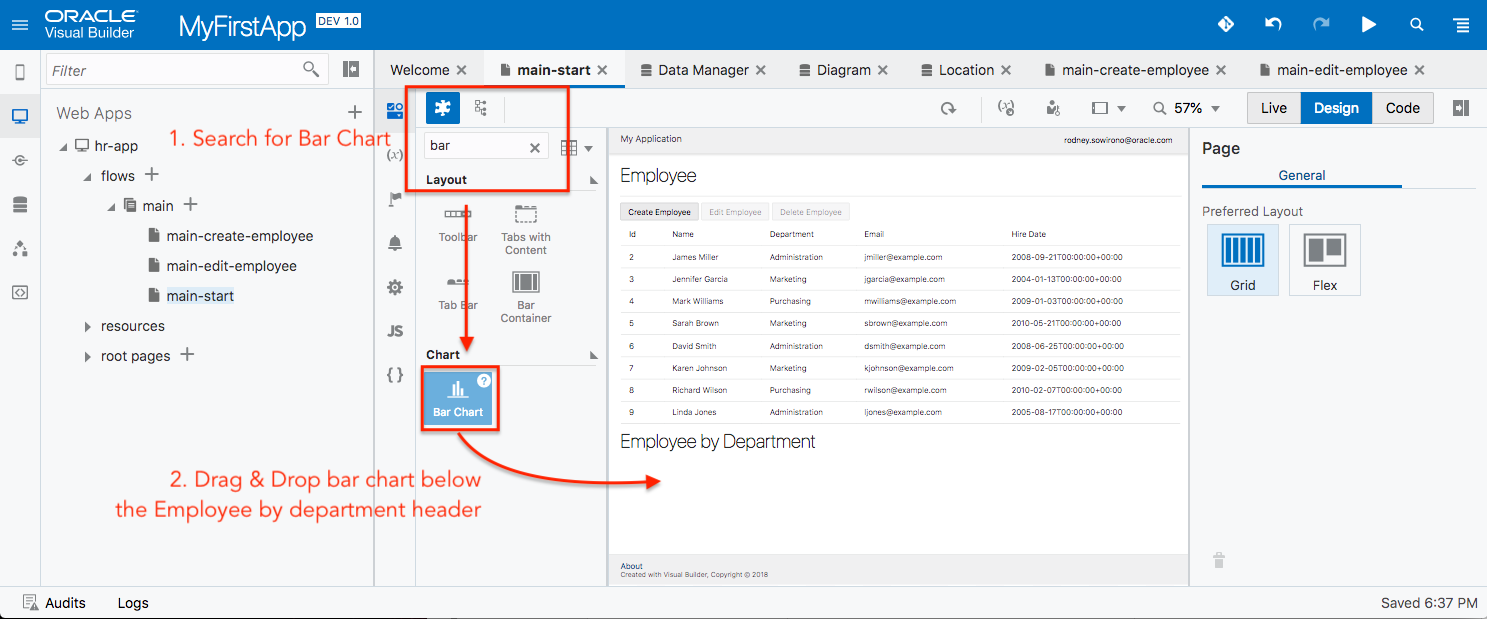 ORACLE
Visual Builder
MyFirstApp DEV 1.0
Filter
Welcome
main-start
Data Manager
Diagram
Location
main-create-employee
main-edit-employee
Web Apps
hr-app
flows
main
main-create-employee
main-edit-employee
main-start
resources
root pages
1. Search for Bar Chart
(x)
JS
{ }
bar
Layout
Toolbar
Tabs with
Content
Tab Bar
Bar
Container
Chart
?
Bar Chart
2. Drag & Drop bar chart below
the Employee by department header
57%
Live
Design
Code
My Application
rodney.sowirono@oracle.com
Employee
Create Employee Edit Employee Delete Employee
Id Name Department Email Hire Date
2 James Miller Administration jmiller@example.com 2008-09-21T00:00:00+00:00
3 Jennifer Garcia Marketing jgarcia@example.com 2004-01-13T00:00:00+00:00
4 Mark Williams Purchasing mwilliams@example.com 2009-01-03T00:00:00+00:00
5 Sarah Brown Marketing sbrown@example.com 2010-05-21T00:00:00+00:00
6 David Smith Administration dsmith@example.com 2008-06-25T00:00:00+00:00
7 Karen Johnson Marketing kjohnson@example.com 2009-02-05T00:00:00+00:00
8 Richard Wilson Purchasing rwilson@example.com 2010-02-07T00:00:00+00:00
9 Linda Jones Administration ljones@example.com 2005-08-17T00:00:00+00:00
Employee by Department
About
Created with Visual Builder, Copyright © 2018
Page
General
Preferred Layout
Grid
Flex
Audits
Logs
Saved 6:37 PM